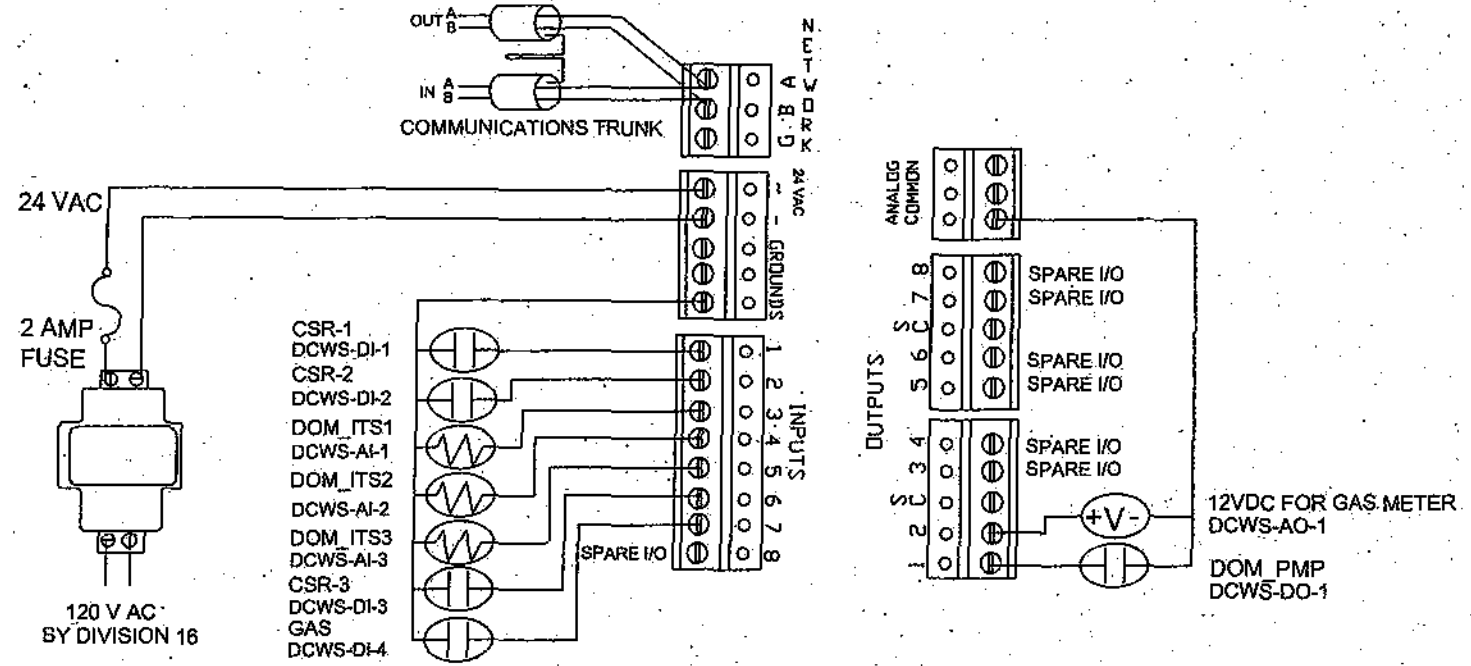 OUT A
B
IN A
B
COMMUNICATIONS TRUNK
NETWORK
A
B
G
24 VAC
~
-
24 VAC
GROUNDS
2 AMP
FUSE
120 V AC
BY DIVISION 16
CSR-1
DCWS-DI-1
CSR-2
DCWS-DI-2
DOM_ITS1
DCWS-AI-1
DOM_ITS2
DCWS-AI-2
DOM_ITS3
DCWS-AI-3
CSR-3
DCWS-DI-3
GAS
DCWS-DI-4
SPARE I/O
1
2
3
4
5
6
7
8
INPUTS
ANALOG
COMMON
OUTPUTS
8 SPARE I/O
7 SPARE I/O
SC
6 SPARE I/O
5 SPARE I/O
4 SPARE I/O
3 SPARE I/O
SC
2
1
+V-
12VDC FOR GAS METER
DCWS-AO-1
DOM_PMP
DCWS-DO-1